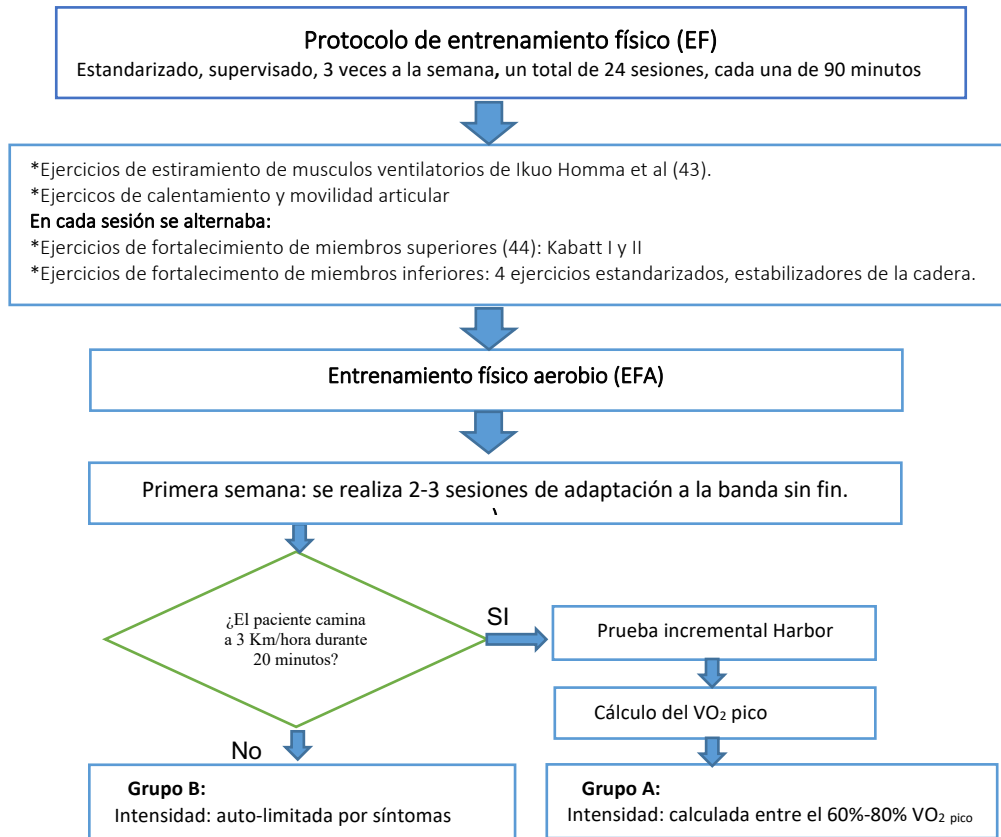 Protocolo de entrenamiento físico (EF)
Estandarizado, supervisado, 3 veces a la semana, un total de 24 sesiones, cada una de 90 minutos
*Ejercicios de estiramiento de musculos ventilatorios de Ikuo Homma et al (43).
*Ejercicos de calentamiento y movilidad articular
En cada sesión se alternaba:
*Ejercicios de fortalecimiento de miembros superiores (44): Kabatt I y II
*Ejercicios de fortalecimento de miembros inferiores: 4 ejercicios estandarizados, estabilizadores de la cadera.
Entrenamiento físico aerobio (EFA)
Primera semana: se realiza 2-3 sesiones de adaptación a la banda sin fin.
¿El paciente camina
a 3 Km/hora durante
20 minutos?
SI
Prueba incremental Harbor
Cálculo del VO2 pico
No
Grupo B:
Intensidad: auto-limitada por síntomas
Grupo A:
Intensidad: calculada entre el 60%-80% VO2 pico